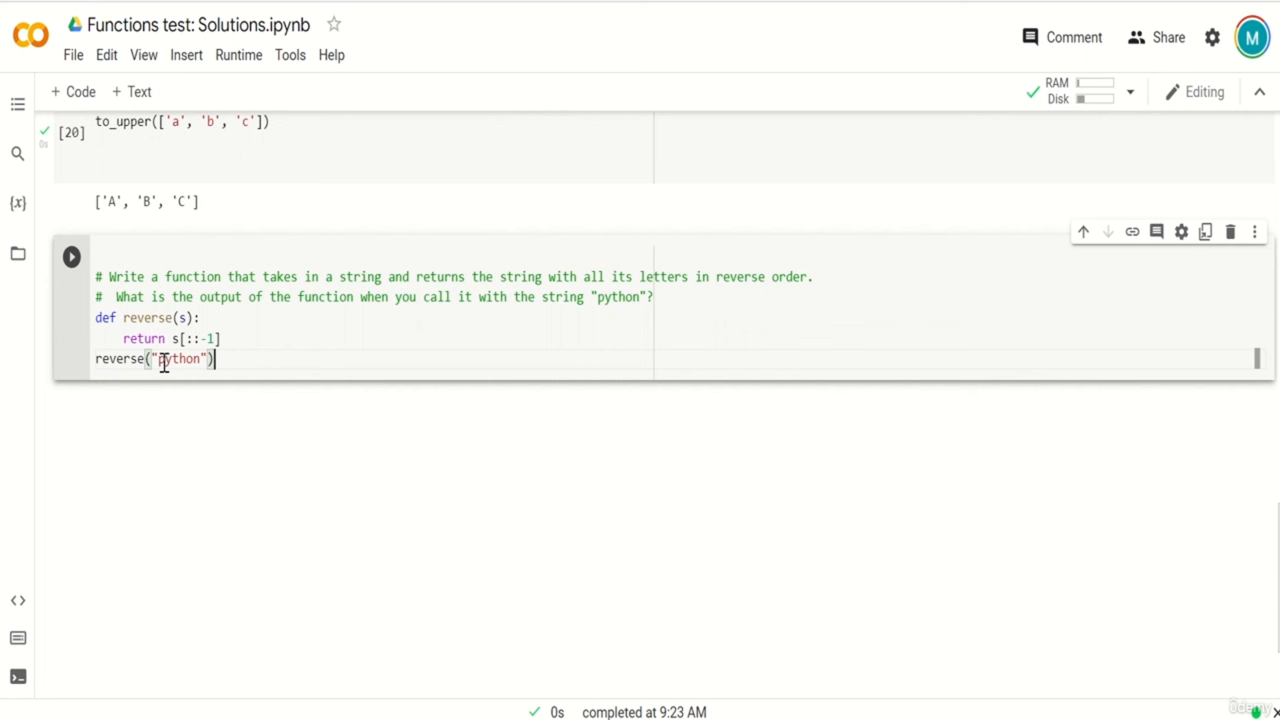 Functions test: Solutions.ipynb
Comment
Share
M
File Edit View Insert Runtime Tools Help
+ Code + Text
RAM
Disk
Editing
to_upper(['a', 'b', 'c'])
[20]
0s
['A', 'B', 'C']
# Write a function that takes in a string and returns the string with all its letters in reverse order.
#  What is the output of the function when you call it with the string "python"?
def reverse(s):
    return s[::-1]
reverse("python")
{x}
0s completed at 9:23 AM
ûdemy